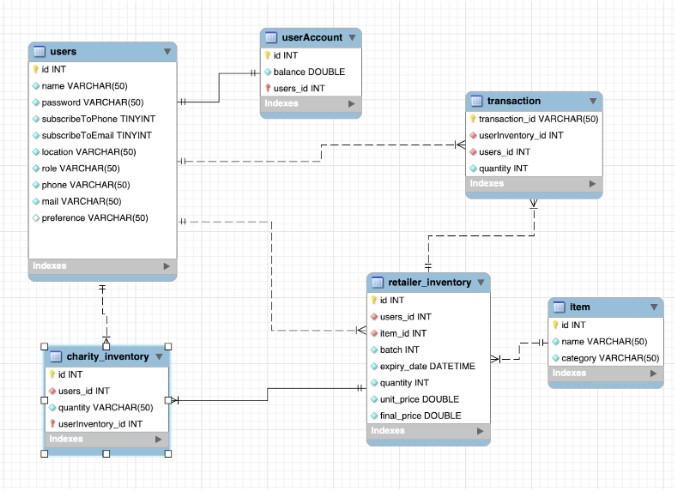 users
id INT
name VARCHAR(50)
password VARCHAR(50)
subscribeToPhone TINYINT
subscribeToEmail TINYINT
location VARCHAR(50)
role VARCHAR(50)
phone VARCHAR(50)
mail VARCHAR(50)
preference VARCHAR(50)
Indexes
userAccount
id INT
balance DOUBLE
users_id INT
Indexes
transaction
transaction_id VARCHAR(50)
userInventory_id INT
users_id INT
quantity INT
Indexes
charity_inventory
id INT
users_id INT
quantity VARCHAR(50)
userInventory_id INT
Indexes
retailer_inventory
id INT
users_id INT
item_id INT
batch INT
expiry_date DATETIME
quantity INT
unit_price DOUBLE
final_price DOUBLE
Indexes
item
id INT
name VARCHAR(50)
category VARCHAR(50)
Indexes